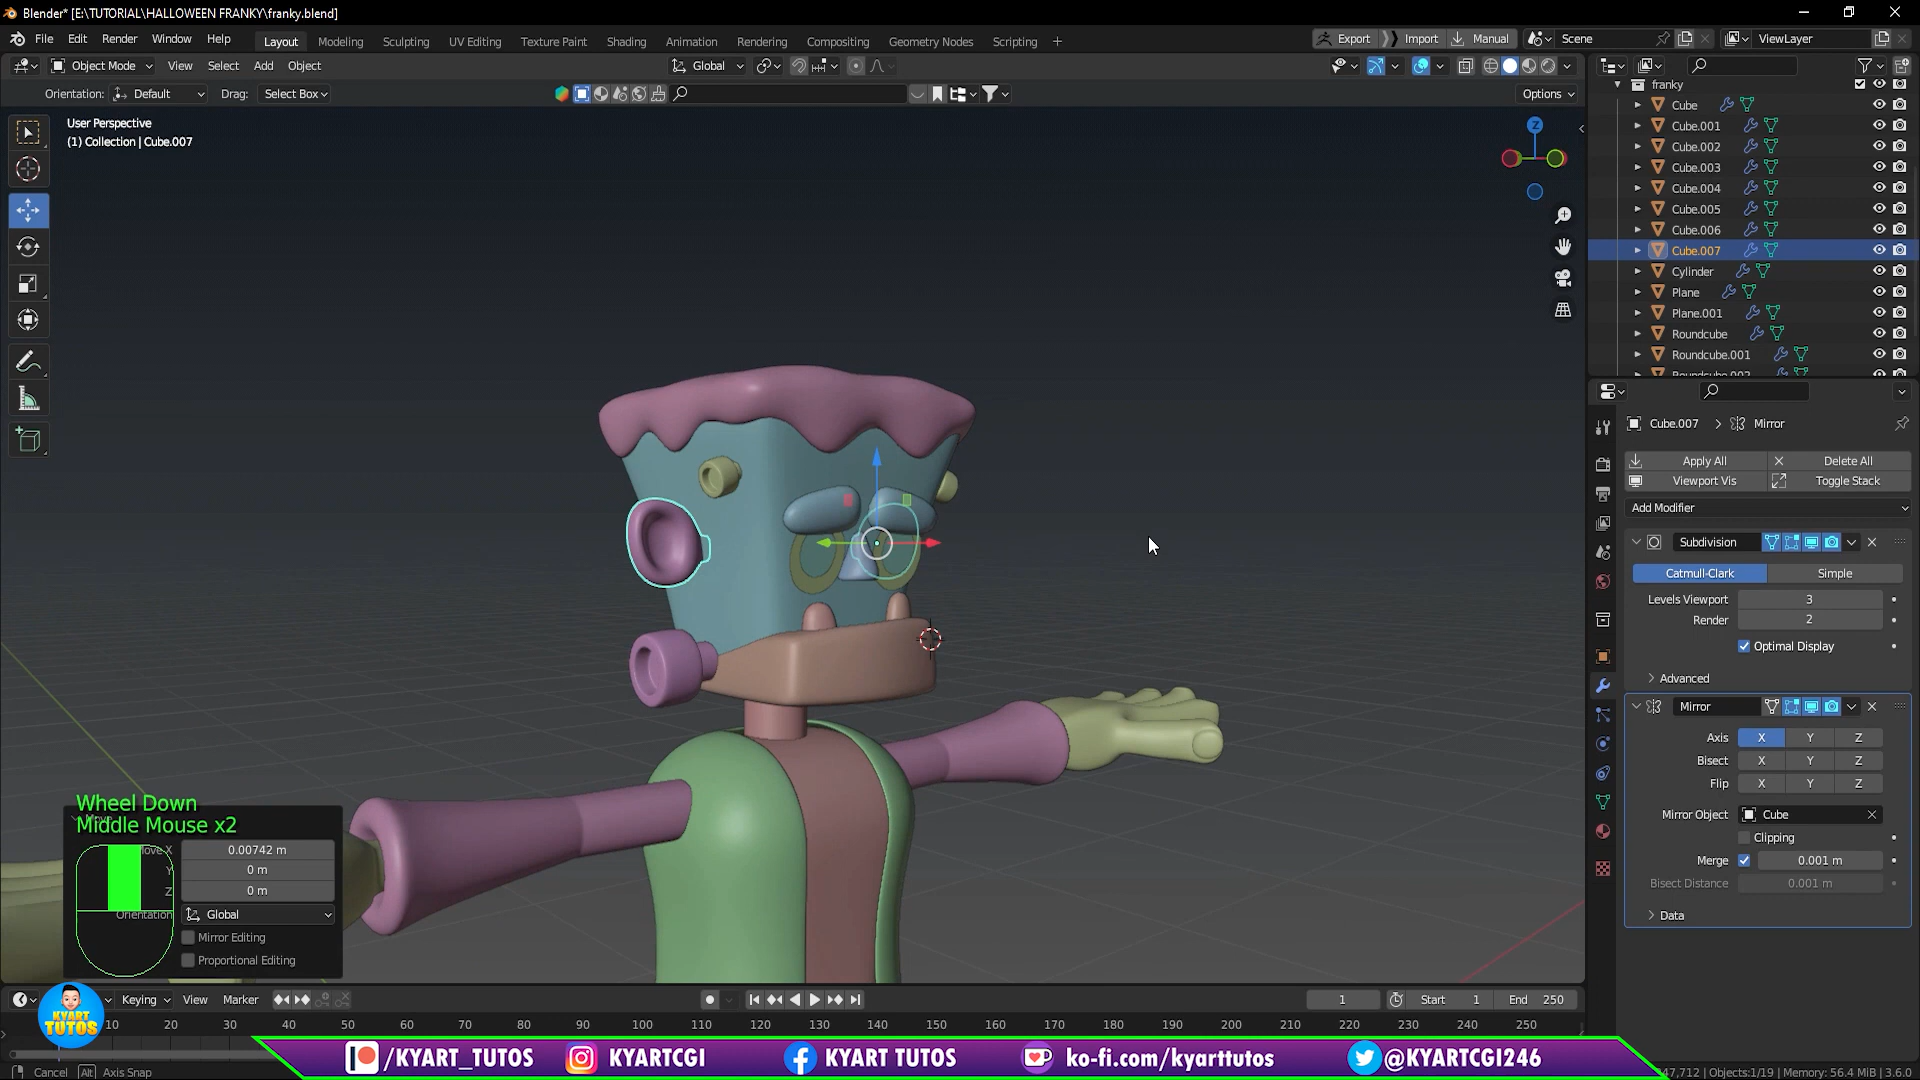 Blender* [E:\TUTORIAL\HALLOWEEN FRANKY\franky.blend]
File Edit Render Window Help
Layout Modeling Sculpting UV Editing Texture Paint Shading Animation Rendering Compositing Geometry Nodes Scripting +
Export Import Manual Scene ViewLayer
Object Mode View Select Add Object Global
Orientation: Default Drag: Select Box Options
User Perspective
(1) Collection | Cube.007
Z
franky
Cube
Cube.001
Cube.002
Cube.003
Cube.004
Cube.005
Cube.006
Cube.007
Cylinder
Plane
Plane.001
Roundcube
Roundcube.001
Roundcube.002
Cube.007 > Mirror
Apply All Delete All
Viewport Vis Toggle Stack
Add Modifier
Subdivision
Catmull-Clark Simple
Levels Viewport 3
Render 2
Optimal Display
Advanced
Mirror
Axis X Y Z
Bisect X Y Z
Flip X Y Z
Mirror Object Cube
Clipping
Merge 0.001 m
Bisect Distance 0.001 m
Data
Wheel Down
Middle Mouse x2
Move X 0.00742 m
Y 0 m
Z 0 m
Orientation Global
Mirror Editing
Proportional Editing
Keying View Marker 1 Start 1 End 250
10 20 30 40 50 60 70 80 90 100 110 120 130 140 150 160 170 180 190 200 210 220 230 240 250
KYART TUTOS
/KYART_TUTOS KYARTCGI KYART TUTOS ko-fi.com/kyarttutos @KYARTCGI246
Cancel Alt Axis Snap
47,712 | Objects:1/19 | Memory: 56.4 MiB | 3.6.0